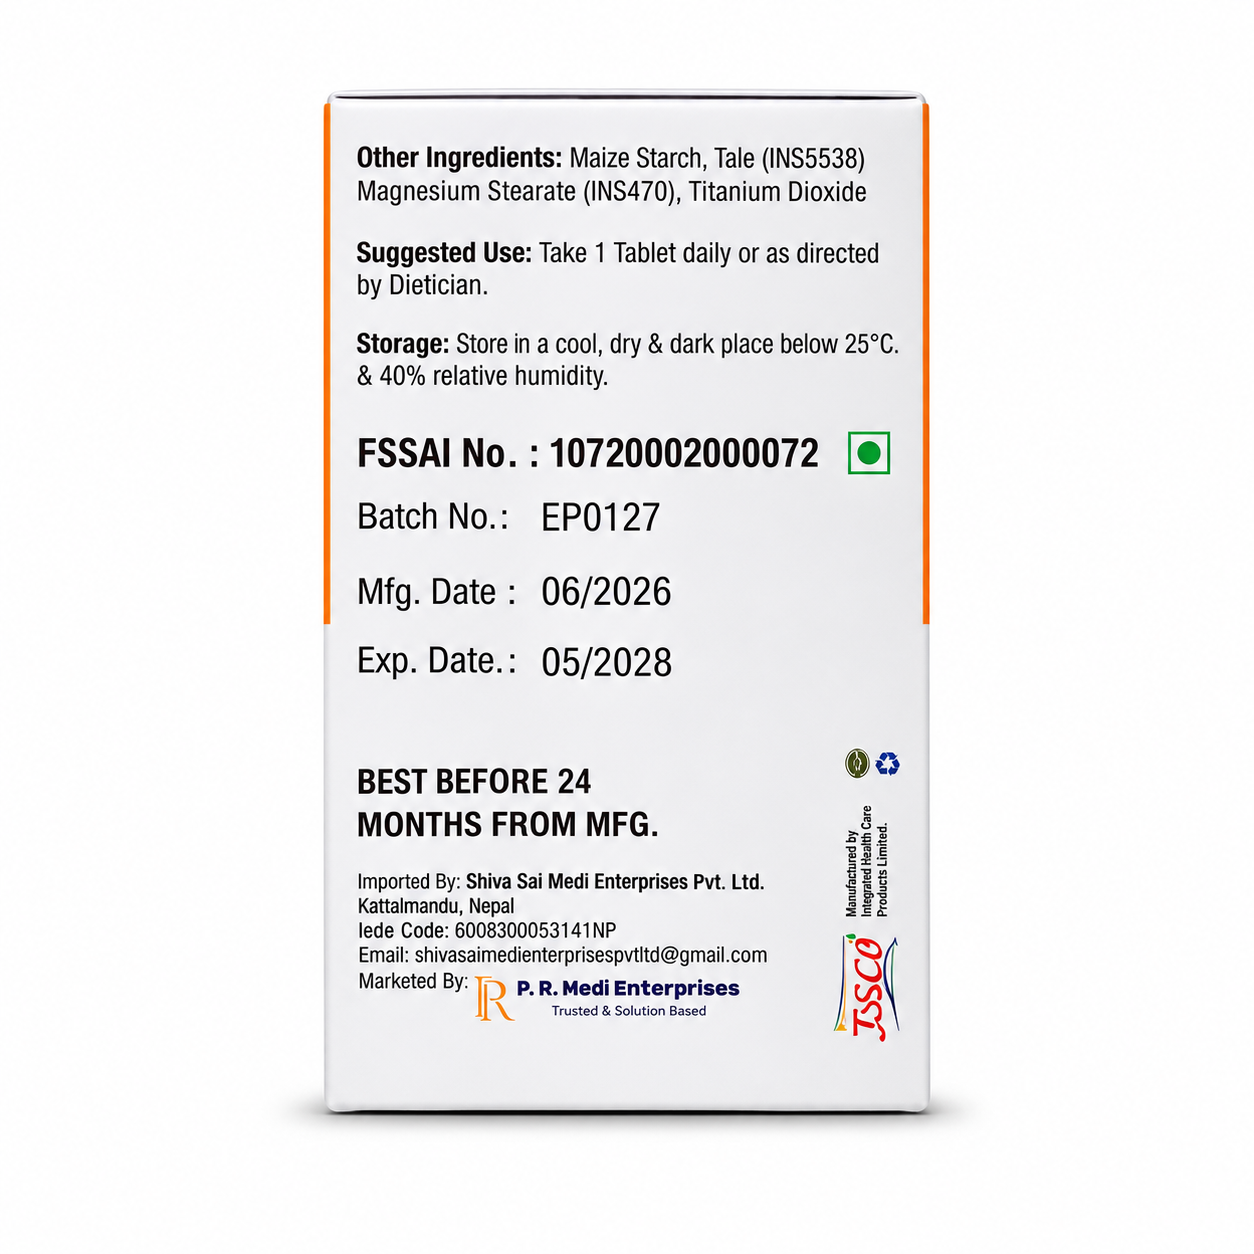 Other Ingredients: Maize Starch, Tale (INS5538)
Magnesium Stearate (INS470), Titanium Dioxide
Suggested Use: Take 1 Tablet daily or as directed
by Dietician.
Storage: Store in a cool, dry & dark place below 25°C.
& 40% relative humidity.
FSSAI No. : 10720002000072
Batch No.: EP0127
Mfg. Date : 06/2026
Exp. Date.: 05/2028
BEST BEFORE 24
MONTHS FROM MFG.
Imported By: Shiva Sai Medi Enterprises Pvt. Ltd.
Kattalmandu, Nepal
Iede Code: 6008300053141NP
Email: shivasaimedienterprisespvtltd@gmail.com
Marketed By: P. R. Medi Enterprises
Trusted & Solution Based
Manufactured by
Integrated Health Care
Products Limited.
JSSCO